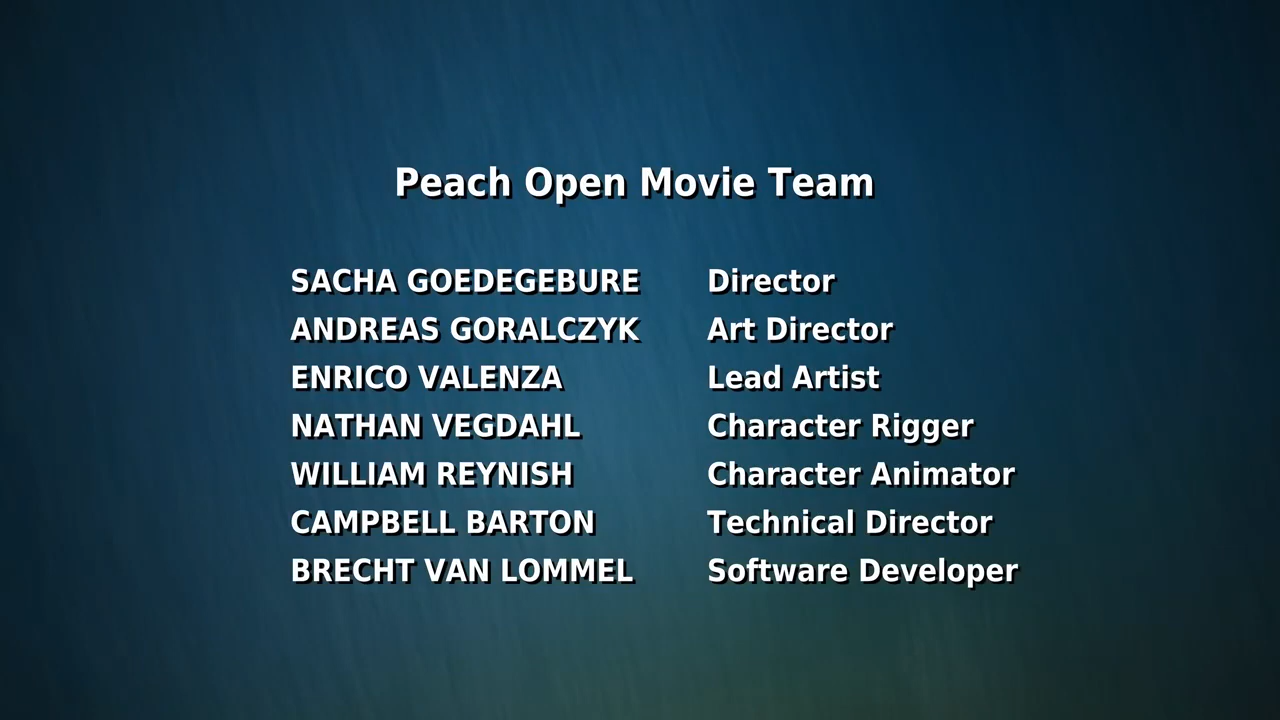 Peach Open Movie Team
SACHA GOEDEGEBURE Director
ANDREAS GORALCZYK Art Director
ENRICO VALENZA Lead Artist
NATHAN VEGDAHL Character Rigger
WILLIAM REYNISH Character Animator
CAMPBELL BARTON Technical Director
BRECHT VAN LOMMEL Software Developer